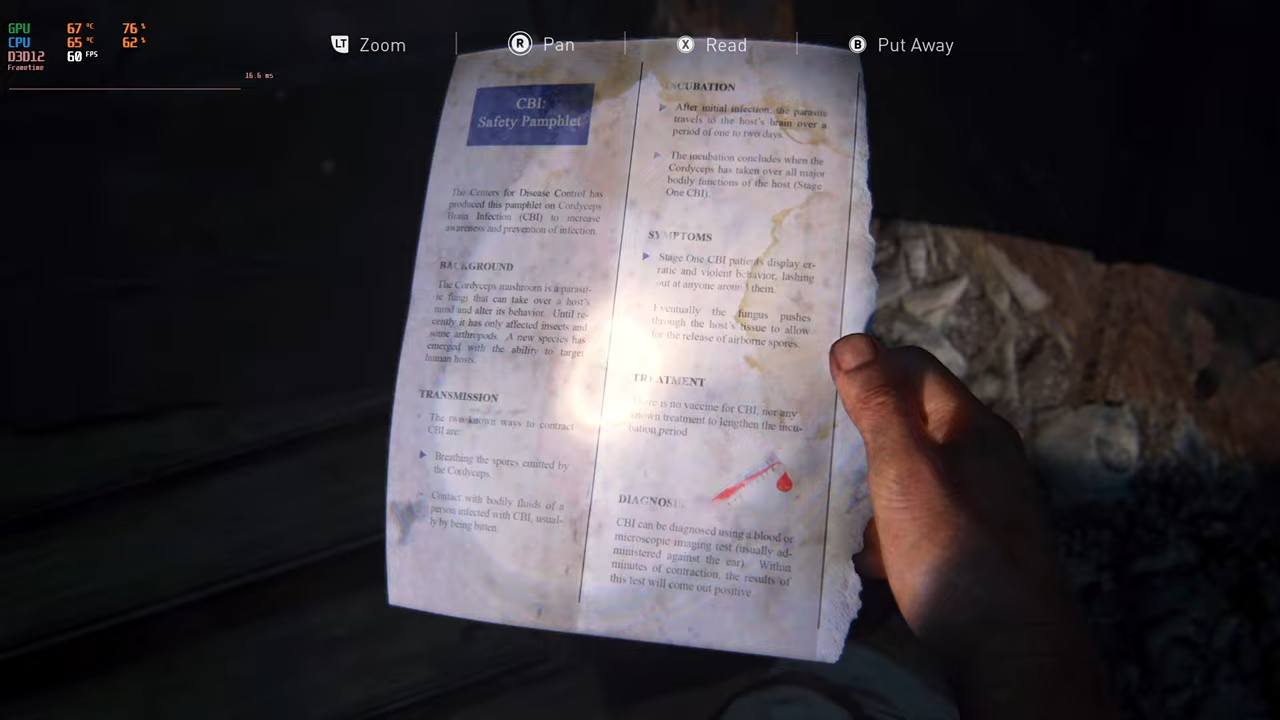 GPU 67 °C 76 %
CPU 65 °C 62 %
D3D12 60 FPS
Frametime
16.6 ms
LT Zoom
R Pan
X Read
B Put Away
CBI:
Safety Pamphlet
The Centers for Disease Control has
produced this pamphlet on Cordyceps
Brain Infection (CBI) to increase
awareness and prevention of infection.
BACKGROUND
The Cordyceps mushroom is a parasit-
ic fungi that can take over a host's
mind and alter its behavior. Until re-
cently it has only affected insects and
some arthropods. A new species has
emerged with the ability to target
human hosts.
TRANSMISSION
The two known ways to contract
CBI are:
Breathing the spores emitted by
the Cordyceps.
Contact with bodily fluids of a
person infected with CBI, usual-
ly by being bitten.
INCUBATION
After initial infection, the parasite
travels to the host's brain over a
period of one to two days.
The incubation concludes when the
Cordyceps has taken over all major
bodily functions of the host (Stage
One CBI).
SYMPTOMS
Stage One CBI patients display er-
ratic and violent behavior, lashing
out at anyone around them.
Eventually the fungus pushes
through the host's tissue to allow
for the release of airborne spores.
TREATMENT
There is no vaccine for CBI, nor any
known treatment to lengthen the incu-
bation period
DIAGNOSIS
CBI can be diagnosed using a blood or
microscopic imaging test (usually ad-
ministered against the ear). Within
minutes of contraction, the results of
this test will come out positive.